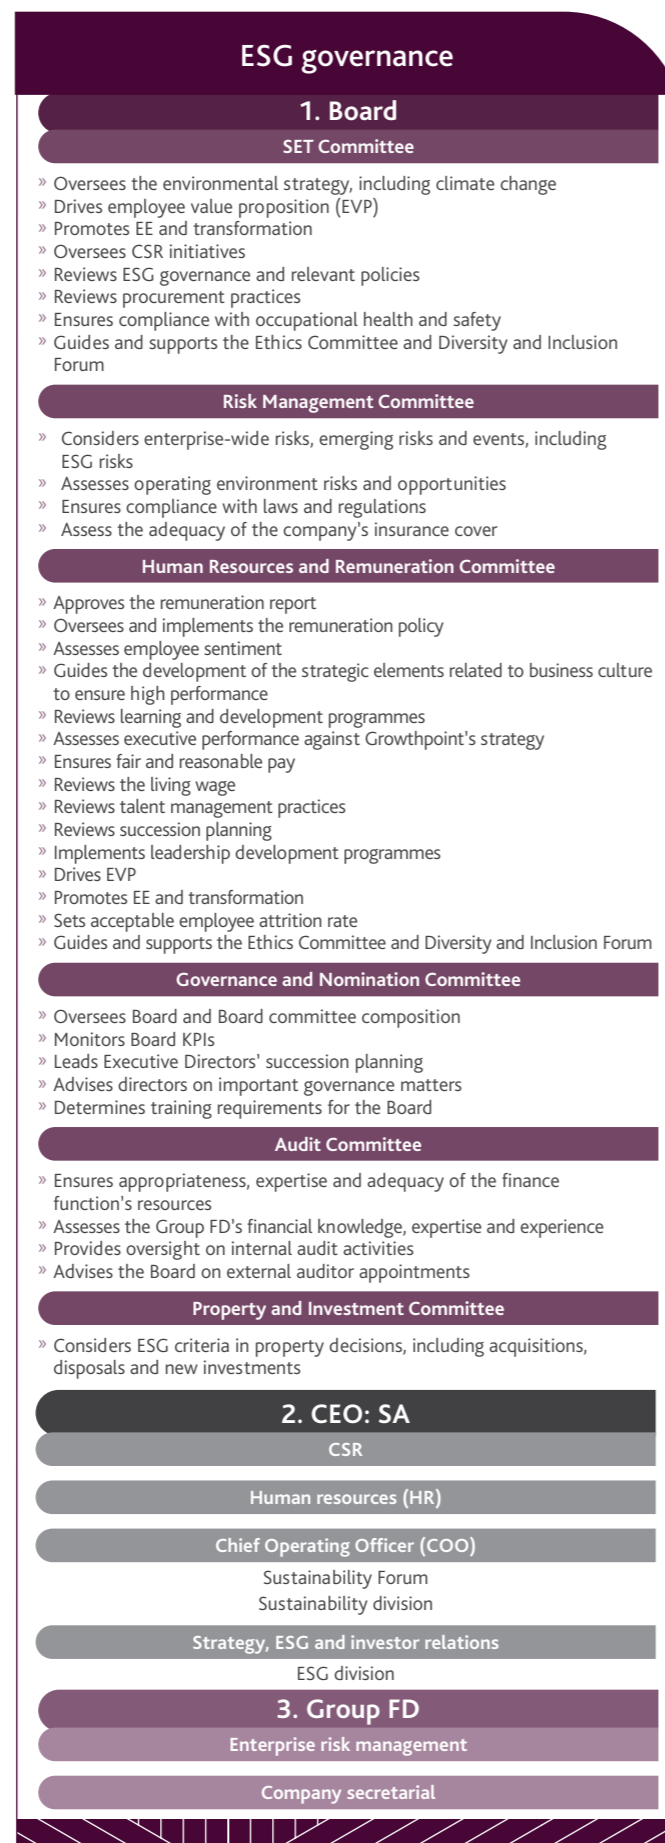 ESG governance
1. Board
SET Committee
» Oversees the environmental strategy, including climate change
» Drives employee value proposition (EVP)
» Promotes EE and transformation
» Oversees CSR initiatives
» Reviews ESG governance and relevant policies
» Reviews procurement practices
» Ensures compliance with occupational health and safety
» Guides and supports the Ethics Committee and Diversity and Inclusion
Forum
Risk Management Committee
» Considers enterprise-wide risks, emerging risks and events, including
ESG risks
» Assesses operating environment risks and opportunities
» Ensures compliance with laws and regulations
» Assess the adequacy of the company's insurance cover
Human Resources and Remuneration Committee
» Approves the remuneration report
» Oversees and implements the remuneration policy
» Assesses employee sentiment
» Guides the development of the strategic elements related to business culture
to ensure high performance
» Reviews learning and development programmes
» Assesses executive performance against Growthpoint's strategy
» Ensures fair and reasonable pay
» Reviews the living wage
» Reviews talent management practices
» Reviews succession planning
» Implements leadership development programmes
» Drives EVP
» Promotes EE and transformation
» Sets acceptable employee attrition rate
» Guides and supports the Ethics Committee and Diversity and Inclusion Forum
Governance and Nomination Committee
» Oversees Board and Board committee composition
» Monitors Board KPIs
» Leads Executive Directors' succession planning
» Advises directors on important governance matters
» Determines training requirements for the Board
Audit Committee
» Ensures appropriateness, expertise and adequacy of the finance
function's resources
» Assesses the Group FD's financial knowledge, expertise and experience
» Provides oversight on internal audit activities
» Advises the Board on external auditor appointments
Property and Investment Committee
» Considers ESG criteria in property decisions, including acquisitions,
disposals and new investments
2. CEO: SA
CSR
Human resources (HR)
Chief Operating Officer (COO)
Sustainability Forum
Sustainability division
Strategy, ESG and investor relations
ESG division
3. Group FD
Enterprise risk management
Company secretarial